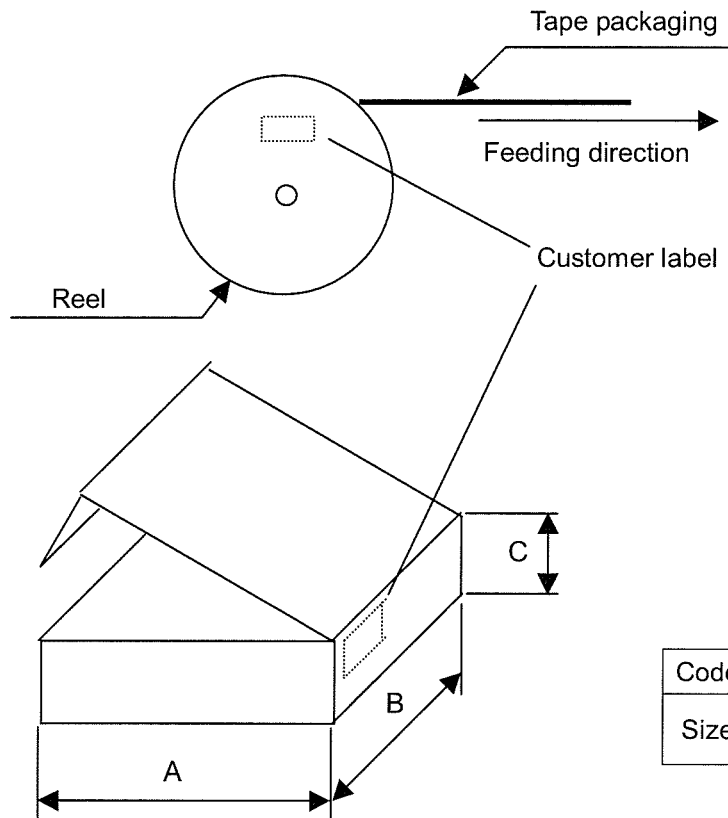 Tape packaging
Feeding direction
Customer label
Reel
C
B
A
Code
Size